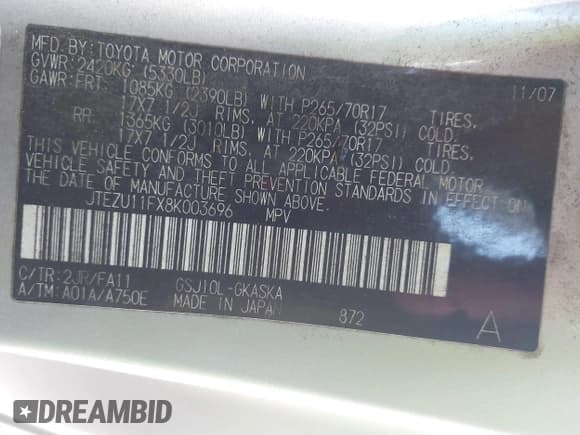 MFD. BY: TOYOTA MOTOR CORPORATION 11/07
GVWR: 2420KG (5330LB)
GAWR: FRT: 1085KG (2390LB) WITH P265/70R17 TIRES.
17X7 1/2J RIMS, AT 220KPA (32PSI) COLD.
RR: 1365KG (3010LB) WITH P265/70R17 TIRES.
17X7 1/2J RIMS, AT 220KPA (32PSI) COLD.
THIS VEHICLE CONFORMS TO ALL APPLICABLE FEDERAL MOTOR
VEHICLE SAFETY AND THEFT PREVENTION STANDARDS IN EFFECT ON
THE DATE OF MANUFACTURE SHOWN ABOVE.
JTEZU11FX8K003696 MPV
C/TR: 2JR/FA11 GSJ10L-GKASKA
A/TM: A01A/A750E MADE IN JAPAN 872 A
DREAMBID